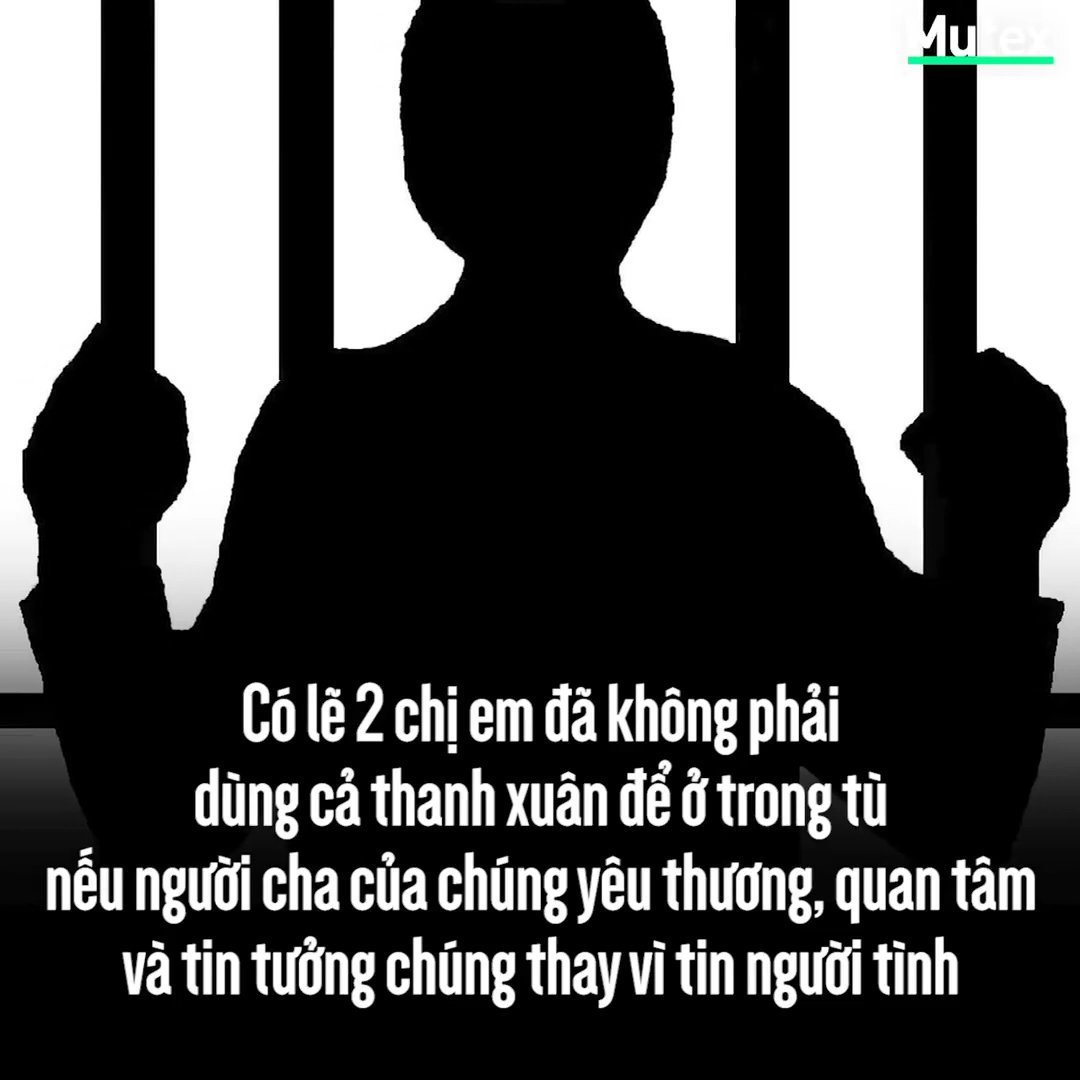 Mutex
Có lẽ 2 chị em đã không phải
dùng cả thanh xuân để ở trong tù
nếu người cha của chúng yêu thương, quan tâm
và tin tưởng chúng thay vì tin người tình